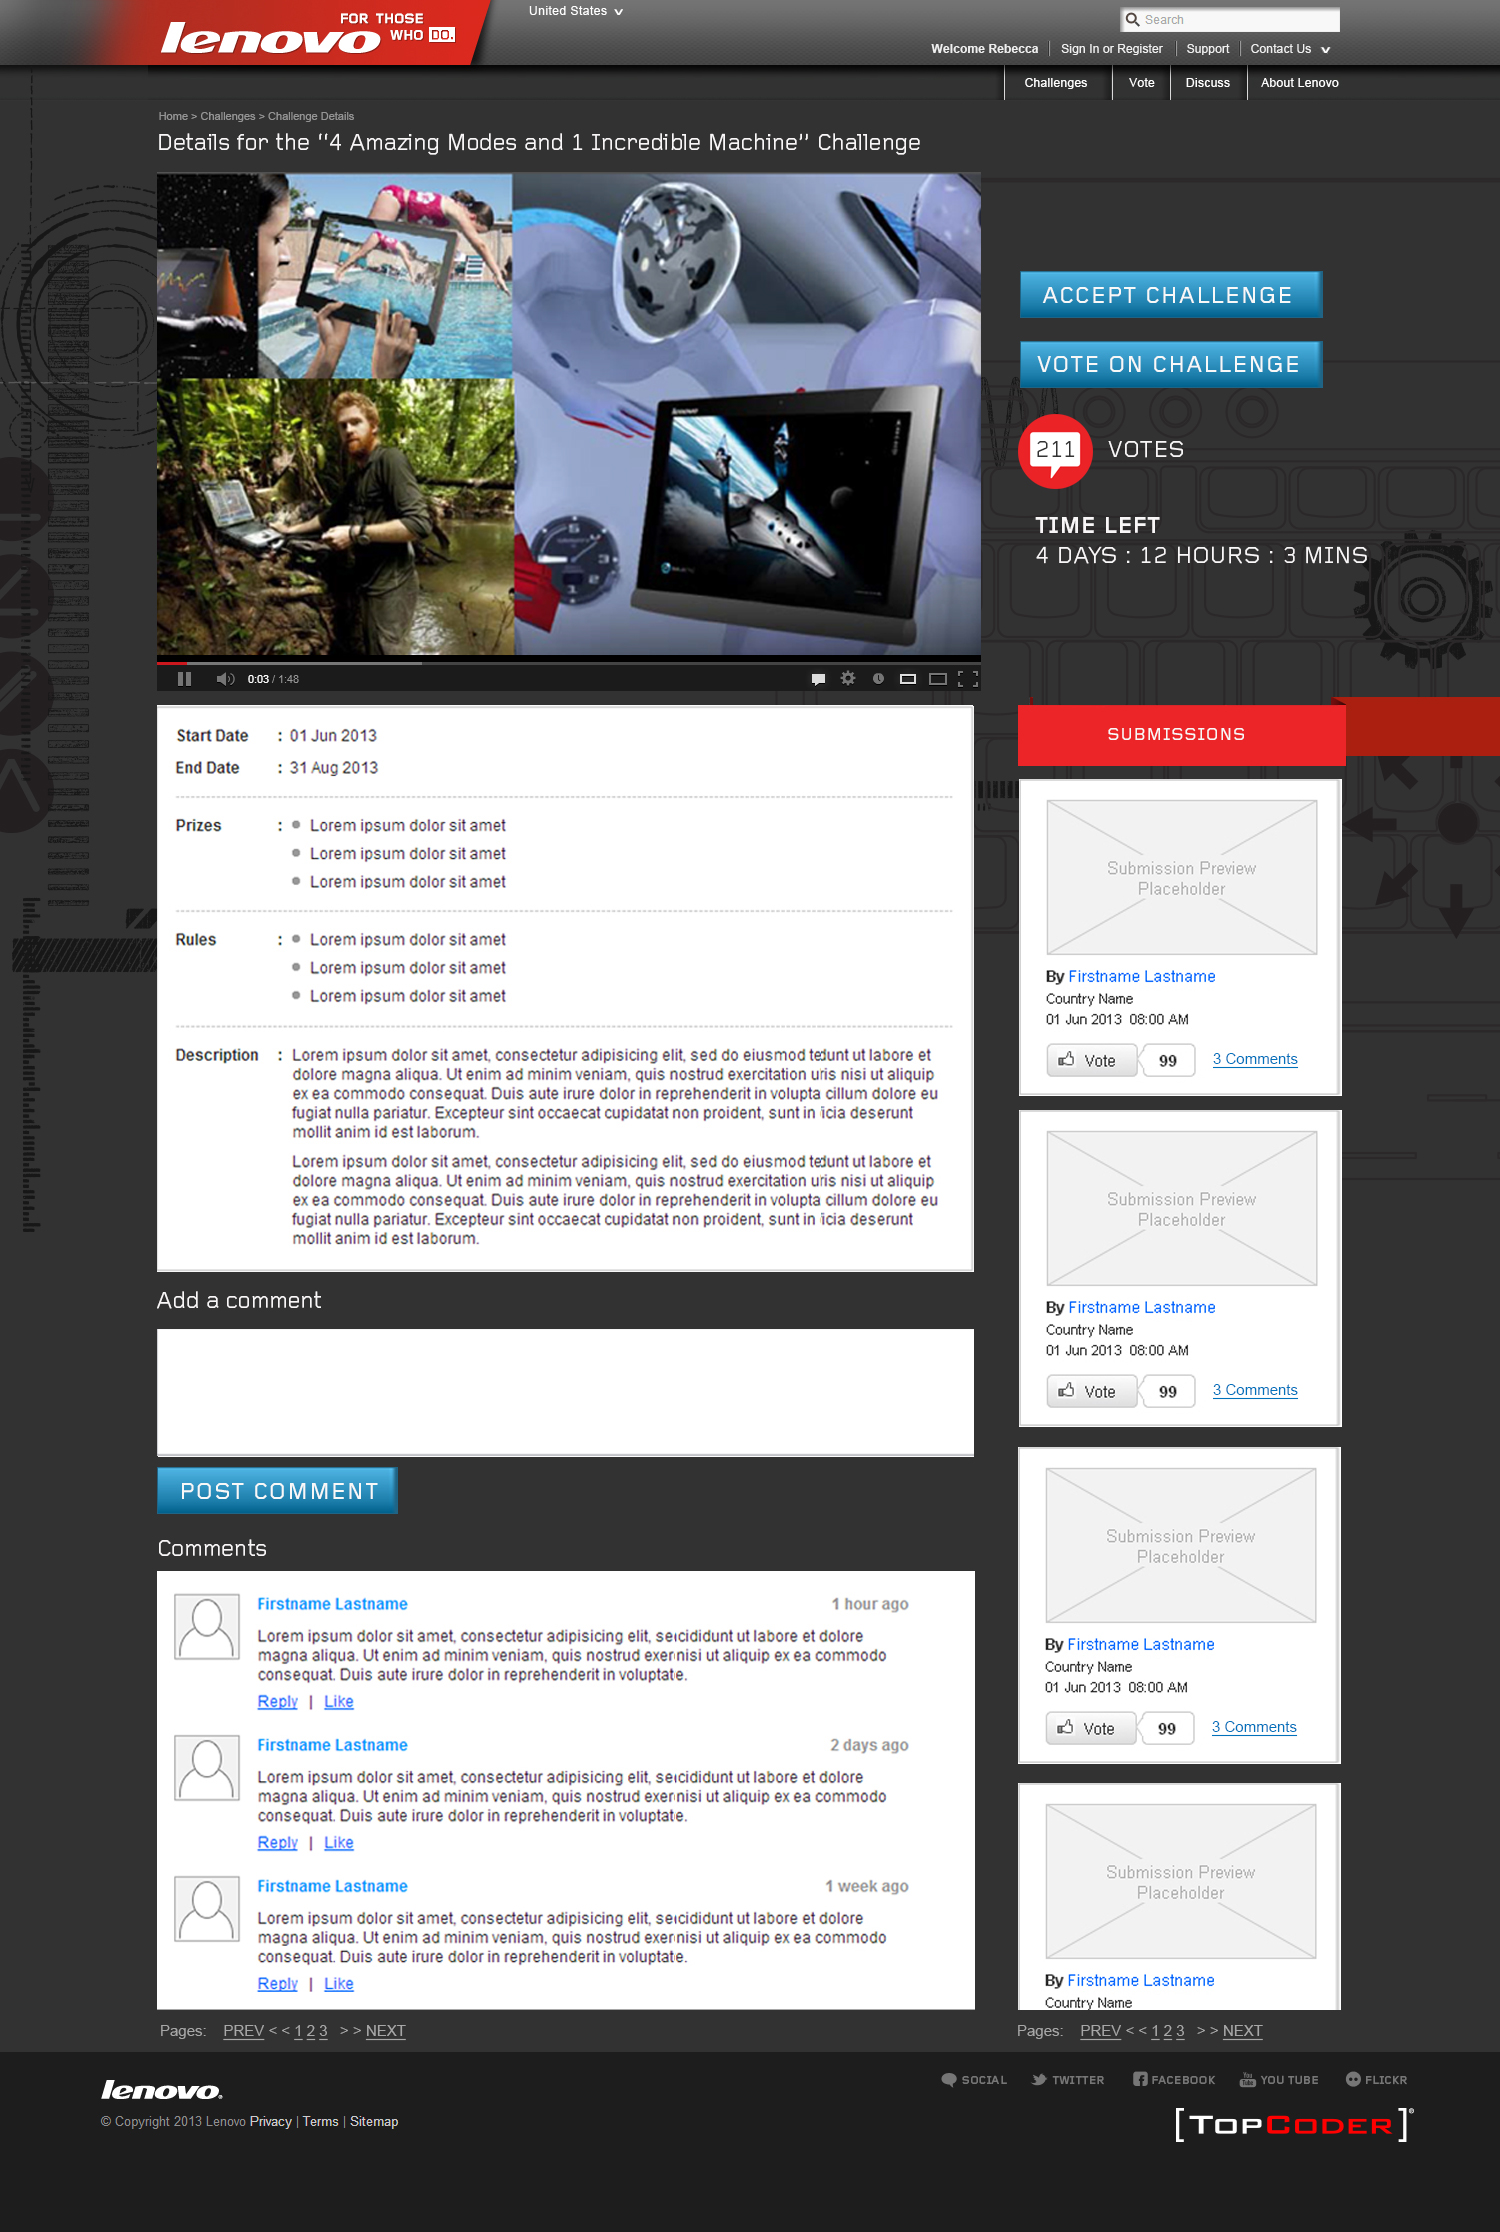 lenovo FOR THOSE
WHO DO.
United States
Search
Welcome Rebecca Sign In or Register Support Contact Us
Challenges Vote Discuss About Lenovo
Home > Challenges > Challenge Details
Details for the "4 Amazing Modes and 1 Incredible Machine" Challenge
ACCEPT CHALLENGE
VOTE ON CHALLENGE
211 VOTES
TIME LEFT
4 DAYS : 12 HOURS : 3 MINS
lenovo
0:03 / 1:48
Start Date : 01 Jun 2013
End Date : 31 Aug 2013
Prizes : Lorem ipsum dolor sit amet
Lorem ipsum dolor sit amet
Lorem ipsum dolor sit amet
Rules : Lorem ipsum dolor sit amet
Lorem ipsum dolor sit amet
Lorem ipsum dolor sit amet
Description : Lorem ipsum dolor sit amet, consectetur adipisicing elit, sed do eiusmod tedunt ut labore et
dolore magna aliqua. Ut enim ad minim veniam, quis nostrud exercitation uris nisi ut aliquip
ex ea commodo consequat. Duis aute irure dolor in reprehenderit in volupta cillum dolore eu
fugiat nulla pariatur. Excepteur sint occaecat cupidatat non proident, sunt in icia deserunt
mollit anim id est laborum.
Lorem ipsum dolor sit amet, consectetur adipisicing elit, sed do eiusmod tedunt ut labore et
dolore magna aliqua. Ut enim ad minim veniam, quis nostrud exercitation uris nisi ut aliquip
ex ea commodo consequat. Duis aute irure dolor in reprehenderit in volupta cillum dolore eu
fugiat nulla pariatur. Excepteur sint occaecat cupidatat non proident, sunt in icia deserunt
mollit anim id est laborum.
Add a comment
POST COMMENT
Comments
Firstname Lastname 1 hour ago
Lorem ipsum dolor sit amet, consectetur adipisicing elit, secididunt ut labore et dolore
magna aliqua. Ut enim ad minim veniam, quis nostrud exernisi ut aliquip ex ea commodo
consequat. Duis aute irure dolor in reprehenderit in voluptate.
Reply | Like
Firstname Lastname 2 days ago
Lorem ipsum dolor sit amet, consectetur adipisicing elit, secididunt ut labore et dolore
magna aliqua. Ut enim ad minim veniam, quis nostrud exernisi ut aliquip ex ea commodo
consequat. Duis aute irure dolor in reprehenderit in voluptate.
Reply | Like
Firstname Lastname 1 week ago
Lorem ipsum dolor sit amet, consectetur adipisicing elit, secididunt ut labore et dolore
magna aliqua. Ut enim ad minim veniam, quis nostrud exernisi ut aliquip ex ea commodo
consequat. Duis aute irure dolor in reprehenderit in voluptate.
Reply | Like
Pages: PREV < < 1 2 3 > > NEXT
SUBMISSIONS
Submission Preview
Placeholder
By Firstname Lastname
Country Name
01 Jun 2013 08:00 AM
Vote 99 3 Comments
Submission Preview
Placeholder
By Firstname Lastname
Country Name
01 Jun 2013 08:00 AM
Vote 99 3 Comments
Submission Preview
Placeholder
By Firstname Lastname
Country Name
01 Jun 2013 08:00 AM
Vote 99 3 Comments
Submission Preview
Placeholder
By Firstname Lastname
Country Name
Pages: PREV < < 1 2 3 > > NEXT
lenovo.
SOCIAL TWITTER FACEBOOK YOU TUBE FLICKR
© Copyright 2013 Lenovo Privacy | Terms | Sitemap
[TOPCODER]®